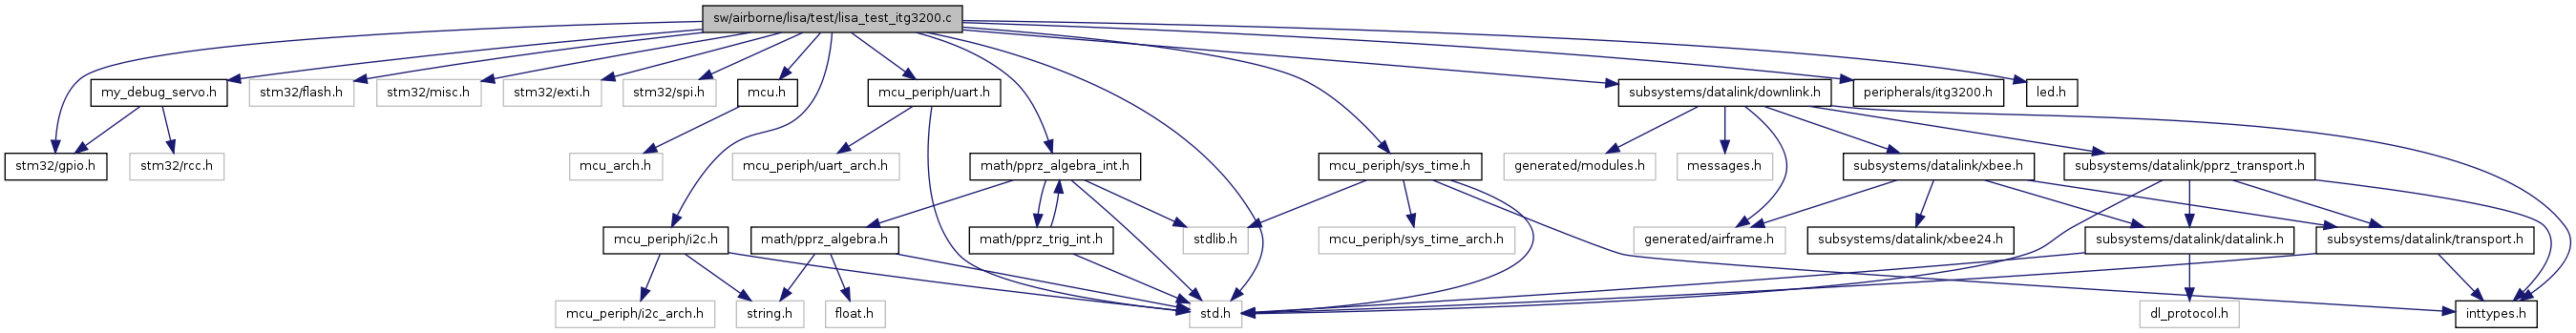 sw/airborne/lisa/test/lisa_test_itg3200.c
my_debug_servo.h
stm32/flash.h
stm32/misc.h
stm32/exti.h
stm32/spi.h
mcu.h
mcu_periph/uart.h
subsystems/datalink/downlink.h
peripherals/itg3200.h
led.h
stm32/gpio.h
stm32/rcc.h
mcu_arch.h
mcu_periph/uart_arch.h
math/pprz_algebra_int.h
mcu_periph/sys_time.h
generated/modules.h
messages.h
subsystems/datalink/xbee.h
subsystems/datalink/pprz_transport.h
mcu_periph/i2c.h
math/pprz_algebra.h
math/pprz_trig_int.h
stdlib.h
mcu_periph/sys_time_arch.h
generated/airframe.h
subsystems/datalink/xbee24.h
subsystems/datalink/datalink.h
subsystems/datalink/transport.h
mcu_periph/i2c_arch.h
string.h
float.h
std.h
dl_protocol.h
inttypes.h